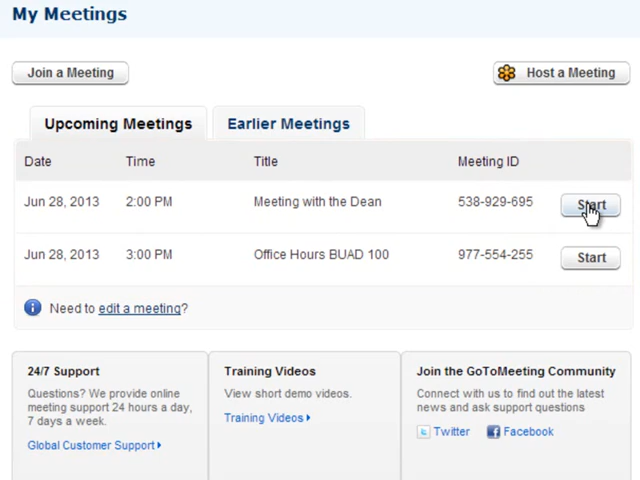 My Meetings
Join a Meeting
Host a Meeting
Upcoming Meetings
Earlier Meetings
Date Time Title Meeting ID
Jun 28, 2013 2:00 PM Meeting with the Dean 538-929-695 Start
Jun 28, 2013 3:00 PM Office Hours BUAD 100 977-554-255 Start
Need to edit a meeting?
24/7 Support
Questions? We provide online
meeting support 24 hours a day,
7 days a week.
Global Customer Support
Training Videos
View short demo videos.
Training Videos
Join the GoToMeeting Community
Connect with us to find out the latest
news and ask support questions
Twitter Facebook